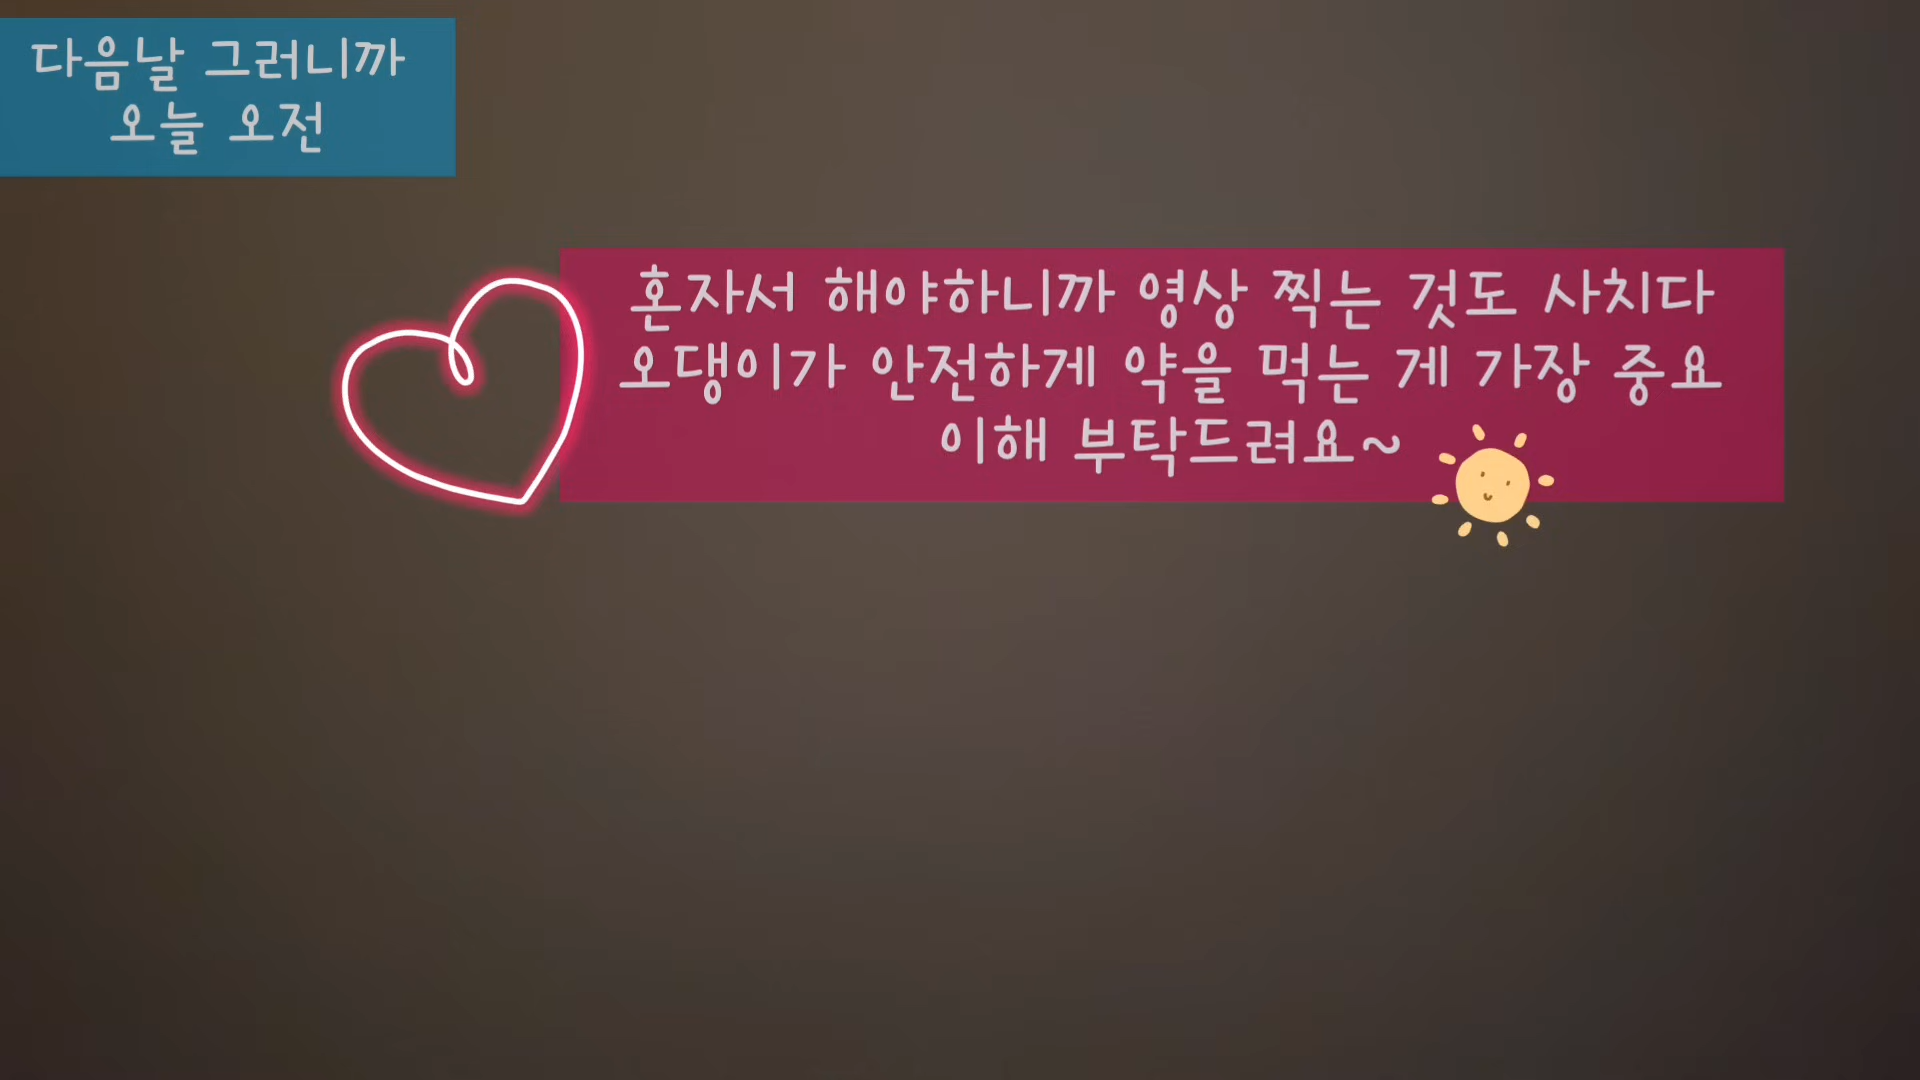 다음날 그러니까
오늘 오전
혼자서 해야하니까 영상 찍는 것도 사치다
오댕이가 안전하게 약을 먹는 게 가장 중요
이해 부탁드려요~